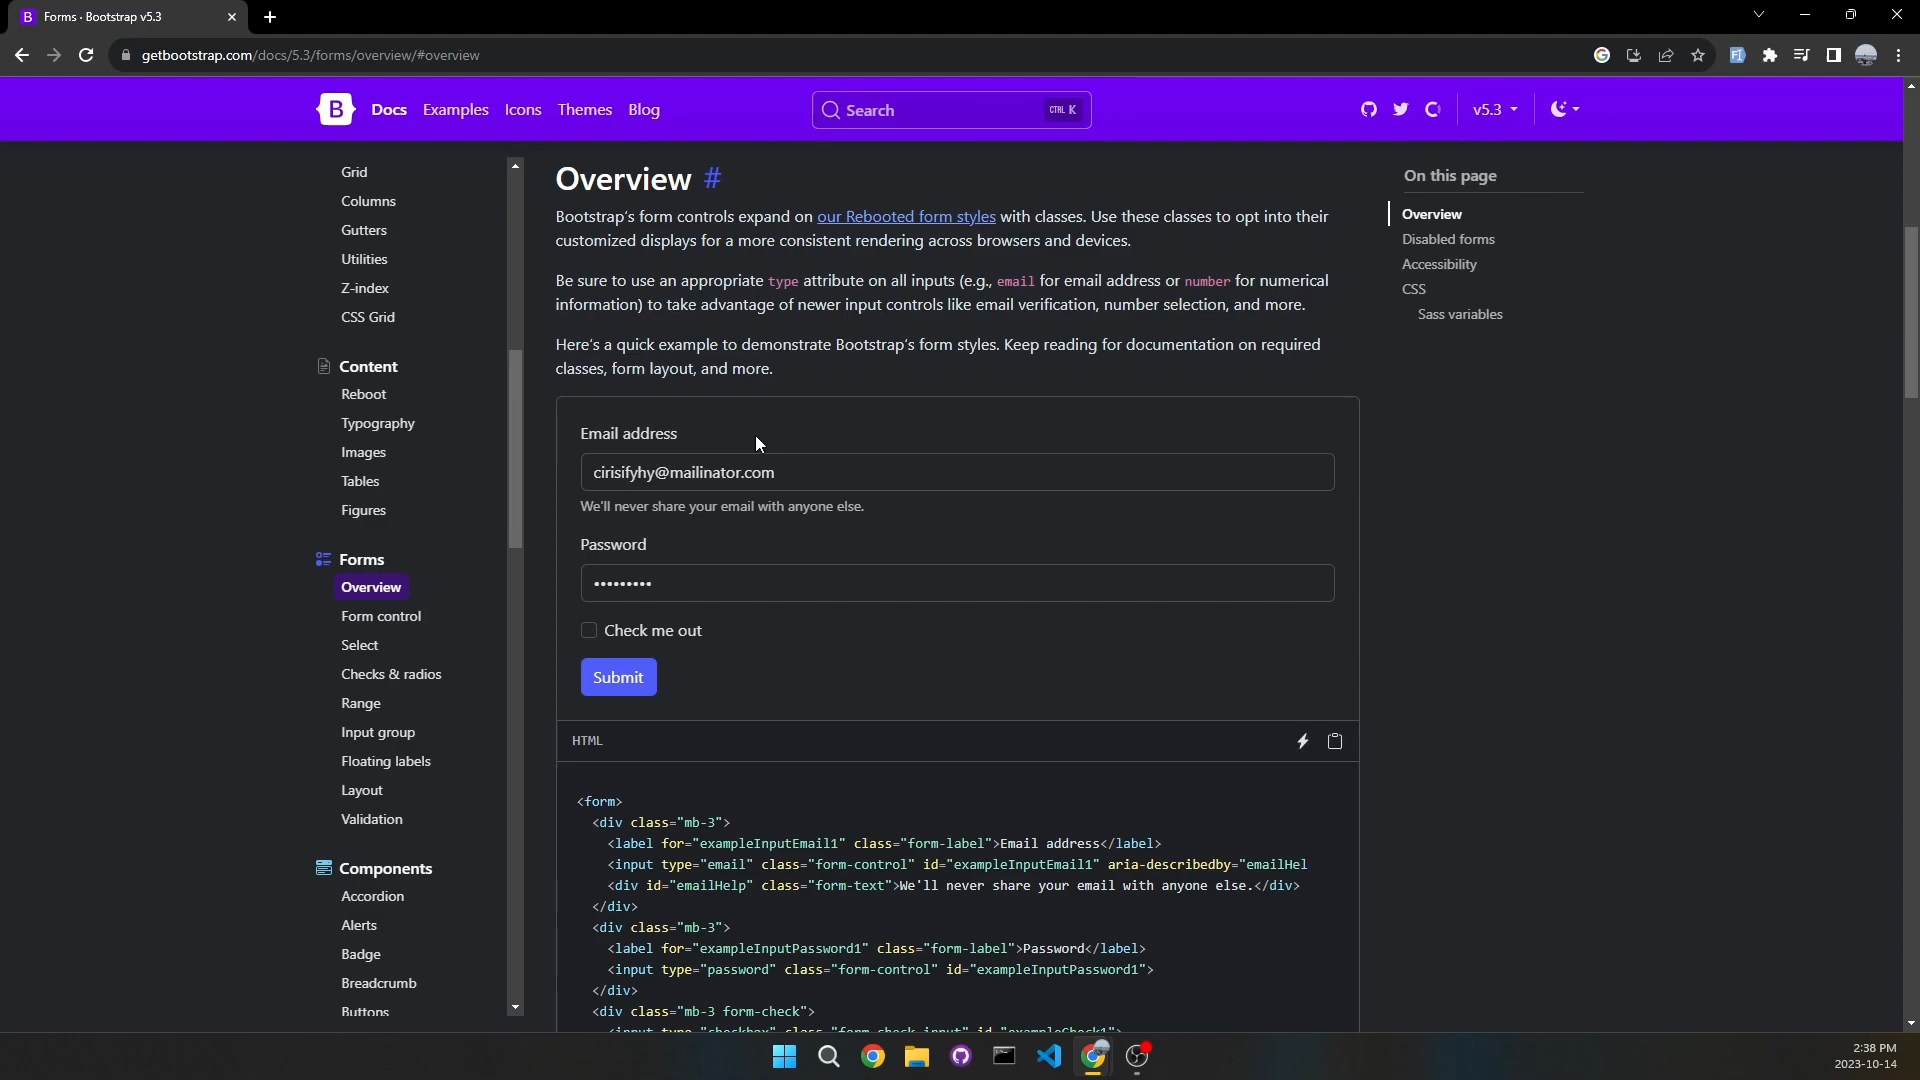 Forms · Bootstrap v5.3
getbootstrap.com/docs/5.3/forms/overview/#overview
B Docs Examples Icons Themes Blog
Search CTRL K
v5.3
Grid
Columns
Gutters
Utilities
Z-index
CSS Grid
Content
Reboot
Typography
Images
Tables
Figures
Forms
Overview
Form control
Select
Checks & radios
Range
Input group
Floating labels
Layout
Validation
Components
Accordion
Alerts
Badge
Breadcrumb
Buttons
Overview #
Bootstrap's form controls expand on our Rebooted form styles with classes. Use these classes to opt into their
customized displays for a more consistent rendering across browsers and devices.
Be sure to use an appropriate type attribute on all inputs (e.g., email for email address or number for numerical
information) to take advantage of newer input controls like email verification, number selection, and more.
Here's a quick example to demonstrate Bootstrap's form styles. Keep reading for documentation on required
classes, form layout, and more.
Email address
cirisifyhy@mailinator.com
We'll never share your email with anyone else.
Password
•••••••••
Check me out
Submit
HTML
<form>
<div class="mb-3">
<label for="exampleInputEmail1" class="form-label">Email address</label>
<input type="email" class="form-control" id="exampleInputEmail1" aria-describedby="emailHel
<div id="emailHelp" class="form-text">We'll never share your email with anyone else.</div>
</div>
<div class="mb-3">
<label for="exampleInputPassword1" class="form-label">Password</label>
<input type="password" class="form-control" id="exampleInputPassword1">
</div>
<div class="mb-3 form-check">
<input type="checkbox" class="form-check-input" id="exampleCheck1">
On this page
Overview
Disabled forms
Accessibility
CSS
Sass variables
2:38 PM
2023-10-14